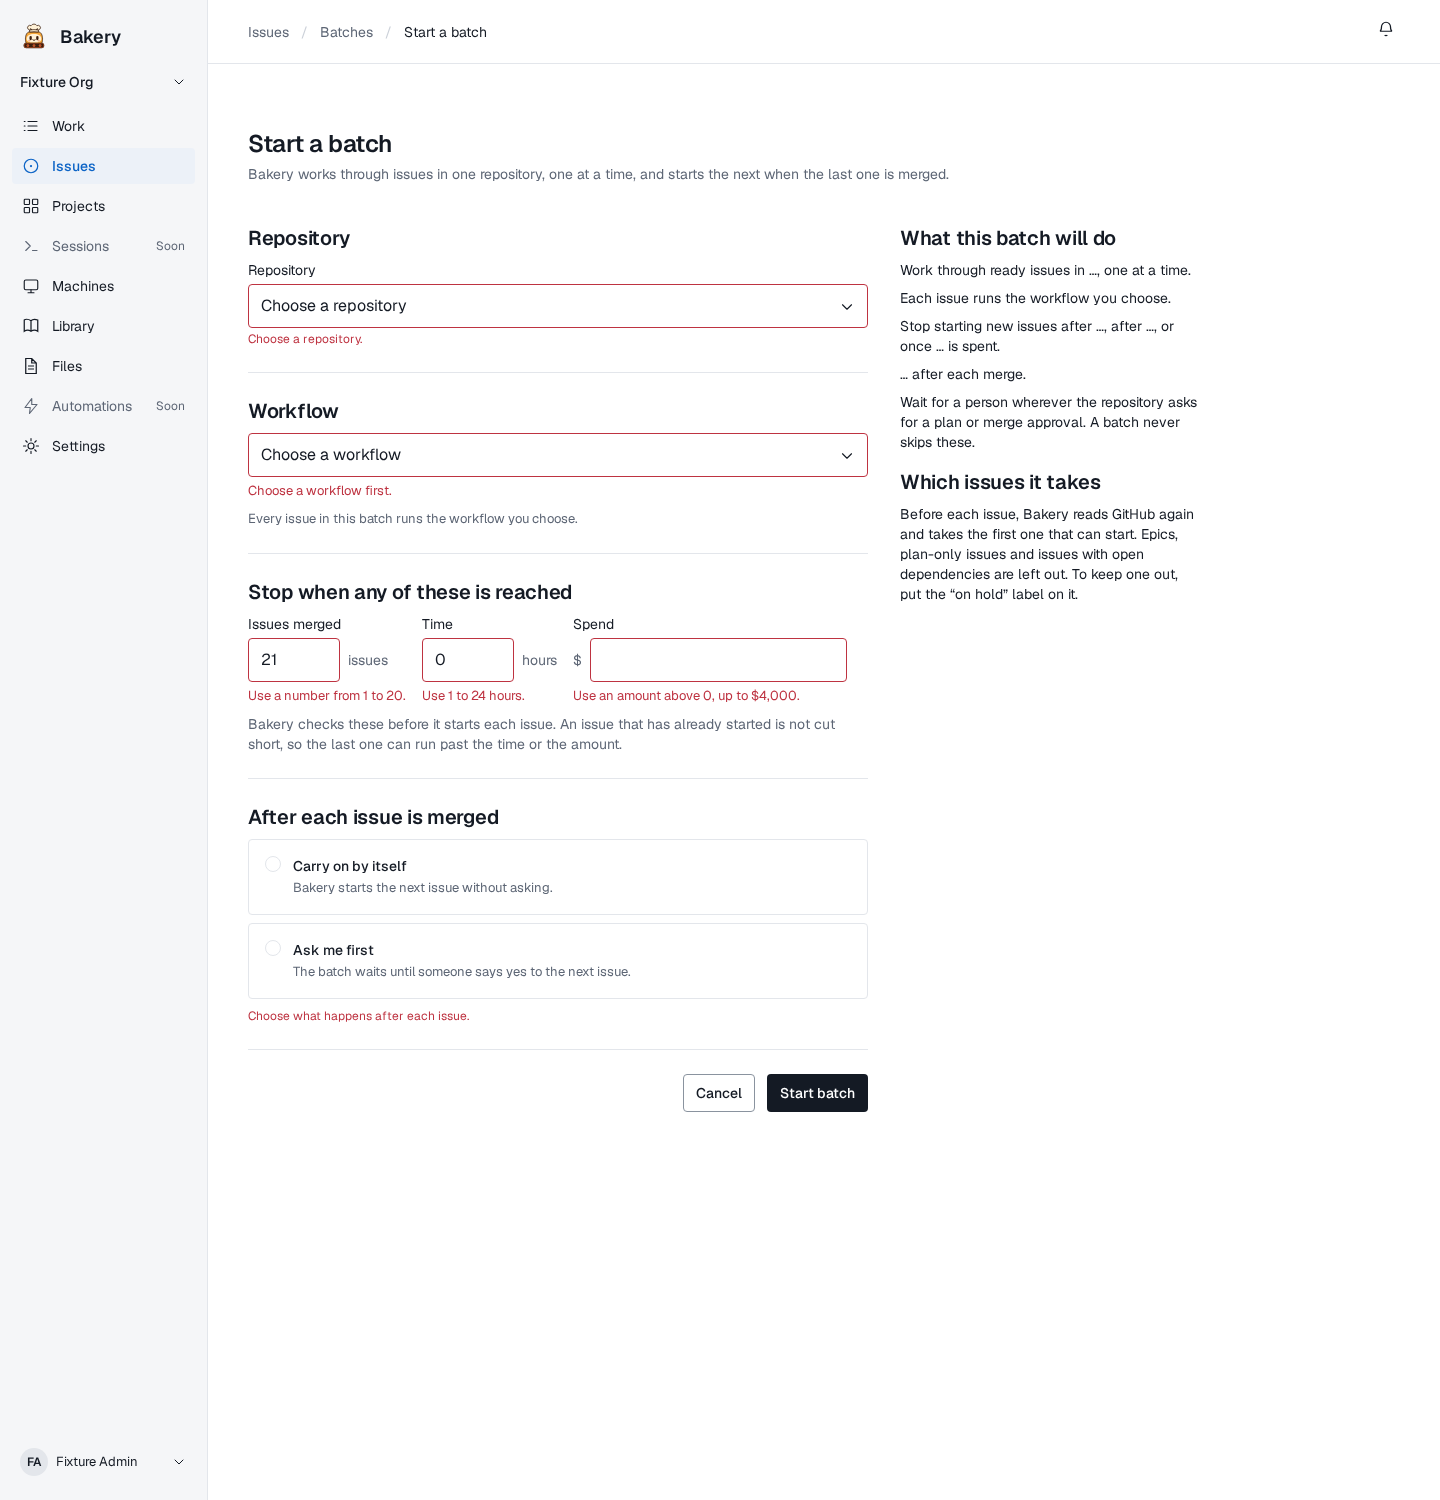 Bakery
Fixture Org
Work
Issues
Projects
Sessions Soon
Machines
Library
Files
Automations Soon
Settings
FA Fixture Admin
Issues / Batches / Start a batch
Start a batch
Bakery works through issues in one repository, one at a time, and starts the next when the last one is merged.
Repository
Repository
Choose a repository
Choose a repository.
Workflow
Choose a workflow
Choose a workflow first.
Every issue in this batch runs the workflow you choose.
Stop when any of these is reached
Issues merged Time Spend
21 issues 0 hours $
Use a number from 1 to 20. Use 1 to 24 hours. Use an amount above 0, up to $4,000.
Bakery checks these before it starts each issue. An issue that has already started is not cut
short, so the last one can run past the time or the amount.
After each issue is merged
Carry on by itself
Bakery starts the next issue without asking.
Ask me first
The batch waits until someone says yes to the next issue.
Choose what happens after each issue.
Cancel Start batch
What this batch will do
Work through ready issues in …, one at a time.
Each issue runs the workflow you choose.
Stop starting new issues after …, after …, or
once … is spent.
… after each merge.
Wait for a person wherever the repository asks
for a plan or merge approval. A batch never
skips these.
Which issues it takes
Before each issue, Bakery reads GitHub again
and takes the first one that can start. Epics,
plan-only issues and issues with open
dependencies are left out. To keep one out,
put the “on hold” label on it.